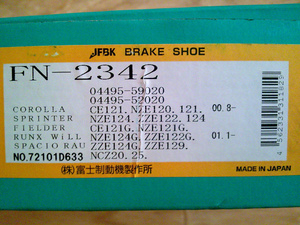 JFBK BRAKE SHOE
FN-2342
04495-59020
04495-52020
COROLLA CE121, NZE120, 121. 00.8-
SPRINTER NZE124, ZZE122, 124
FIELDER CE121G, NZE121G.
RUNX WiLL NZE124G, ZZE122G. 01.1-
SPACIO RAU ZZE124G, ZZE129.
NO.72101D633 NCZ20, 25.
(株)富士制動機製作所 MADE IN JAPAN